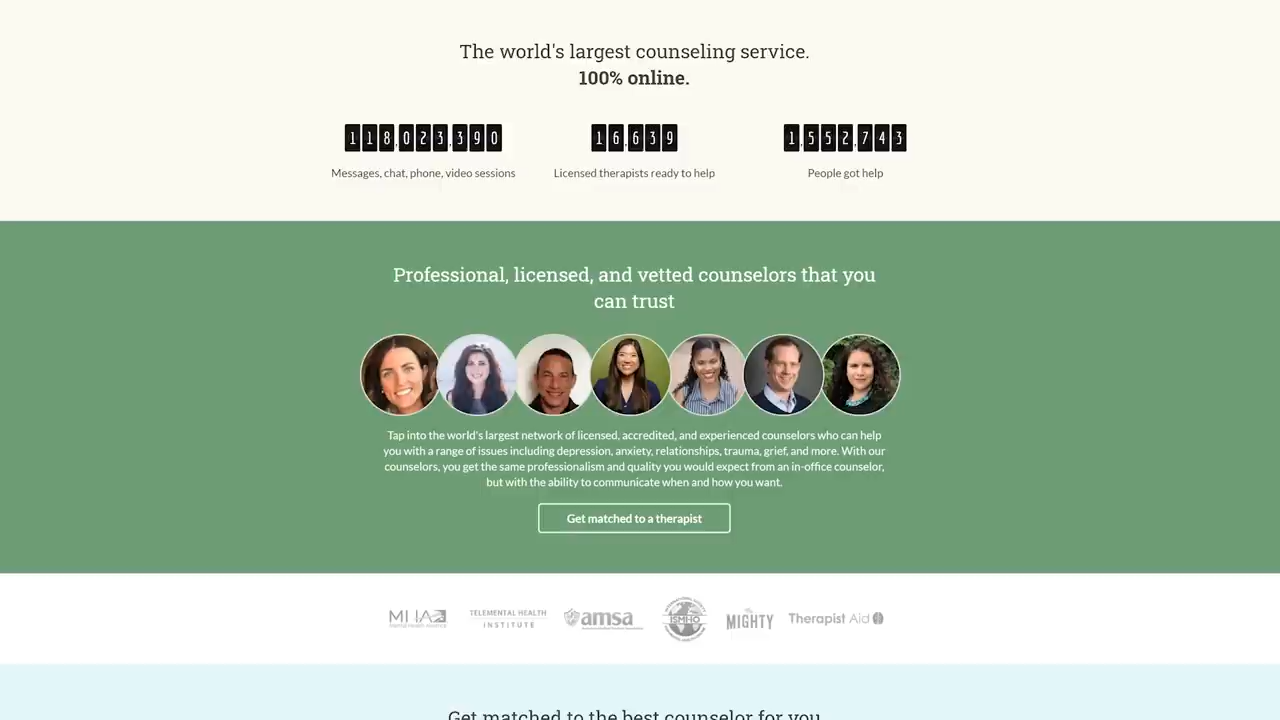 The world's largest counseling service.
100% online.
118,023,390
16,639
1,552,743
Messages, chat, phone, video sessions
Licensed therapists ready to help
People got help
Professional, licensed, and vetted counselors that you
can trust
Tap into the world's largest network of licensed, accredited, and experienced counselors who can help
you with a range of issues including depression, anxiety, relationships, trauma, grief, and more. With our
counselors, you get the same professionalism and quality you would expect from an in-office counselor,
but with the ability to communicate when and how you want.
Get matched to a therapist
MHA
TELEMENTAL HEALTH
INSTITUTE
amsa
ISMHO
The
MIGHTY
Therapist Aid
Get matched to the best counselor for you